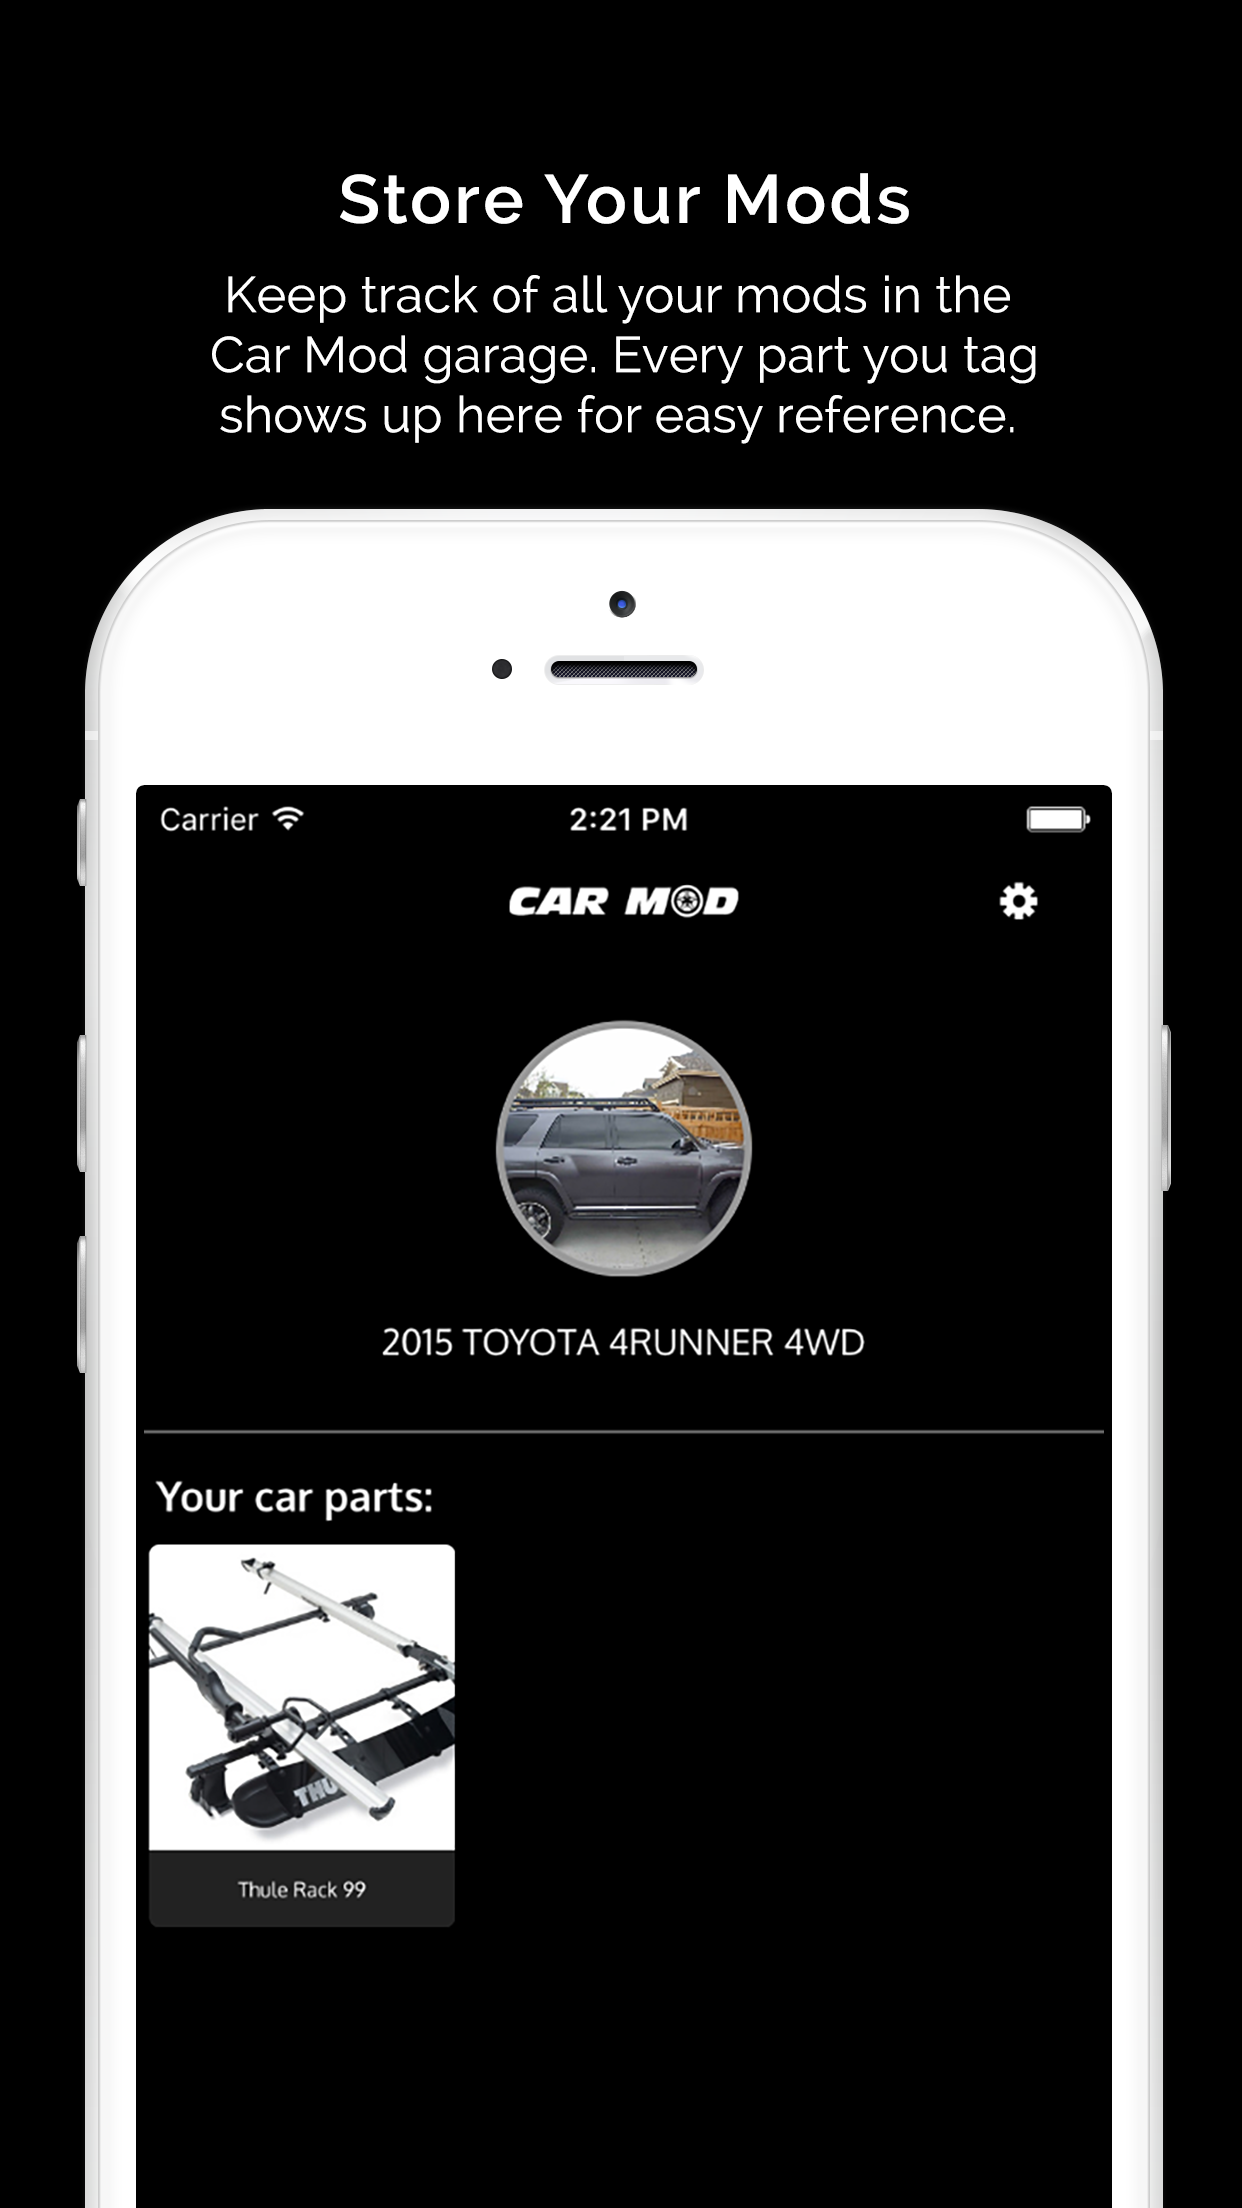 Store Your Mods
Keep track of all your mods in the
Car Mod garage. Every part you tag
shows up here for easy reference.
Carrier
2:21 PM
CAR MOD
2015 TOYOTA 4RUNNER 4WD
Your car parts:
THU
Thule Rack 99